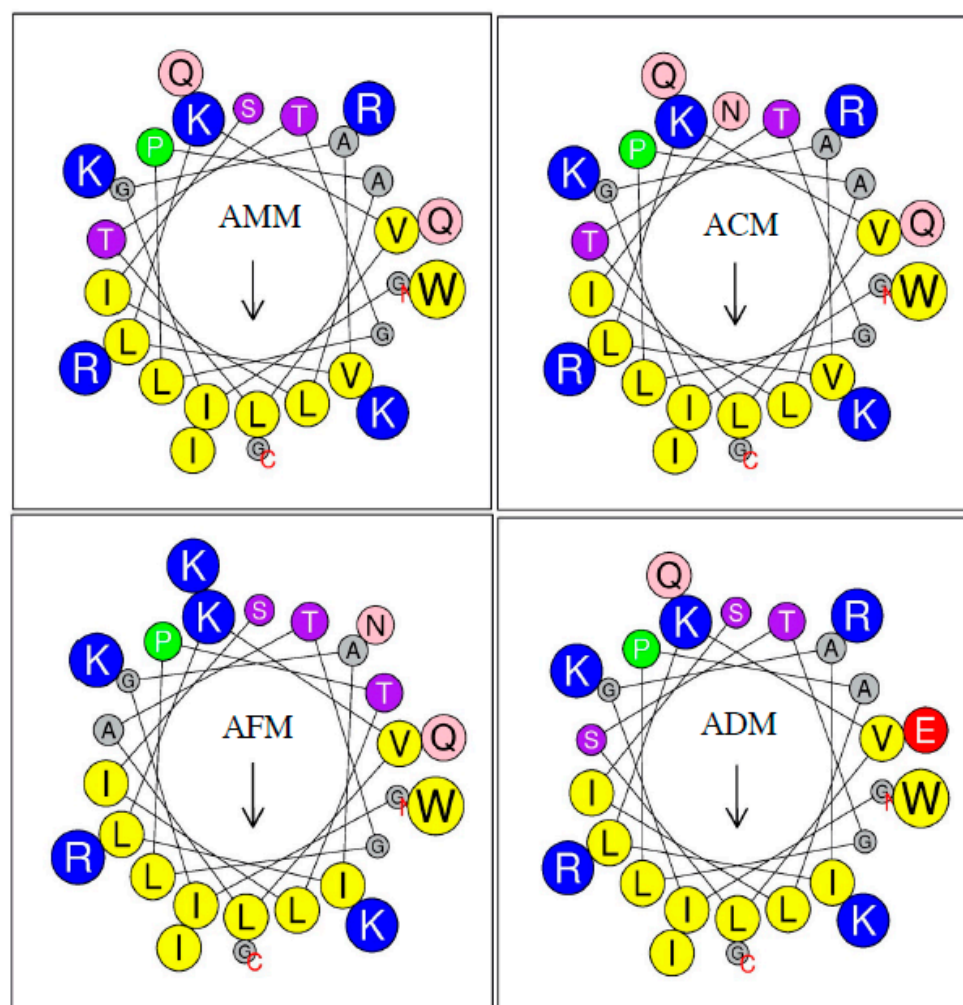 Q
K S T R
P A
K G A
AMM
T V Q
I G W
L G
R L V
I L L K
I G C
Q
K N T R
P A
K G A
ACM
T V Q
I G W
L G
R L V
I L L K
I G C
K
K S T N
P A
K G T
AFM
A V Q
I G W
L G
R L I
I L L K
I G C
Q
K S T R
P A
K G A
ADM
S V E
I G W
L G
R L I
I L L K
I G C